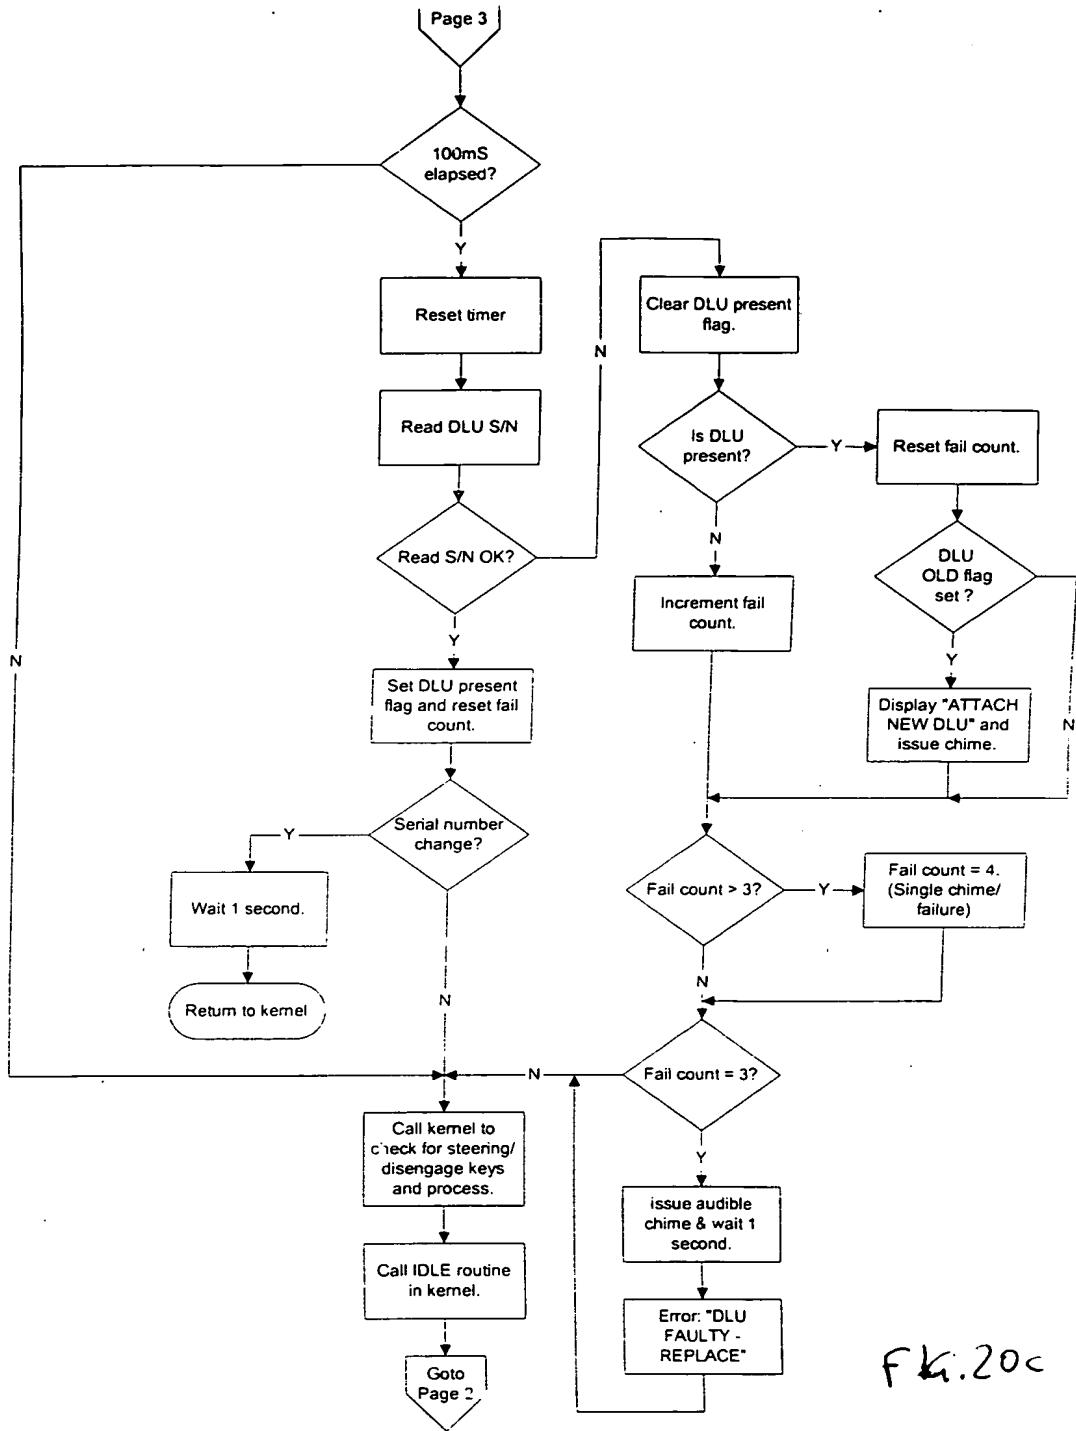 Page 3
100mS
elapsed?
Y
Reset timer
Read DLU S/N
Read S/N OK?
N
Y
Set DLU present
flag and reset fail
count.
Serial number
change?
Y
Wait 1 second.
Return to kernel
N
N
Call kernel to
check for steering/
disengage keys
and process.
Call IDLE routine
in kernel.
Goto
Page 2
Clear DLU present
flag.
Is DLU
present?
Y
Reset fail count.
N
Increment fail
count.
DLU
OLD flag
set ?
Y
N
Display "ATTACH
NEW DLU" and
issue chime.
Fail count > 3?
Y
Fail count = 4.
(Single chime/
failure)
N
Fail count = 3?
N
Y
issue audible
chime & wait 1
second.
Error: "DLU
FAULTY -
REPLACE"
FIG. 20c